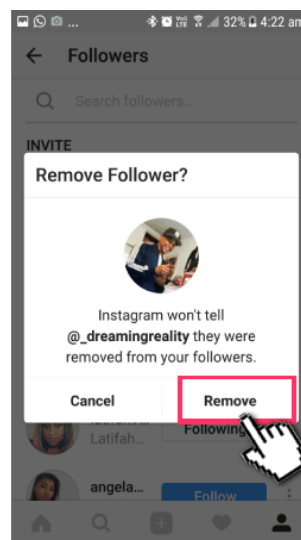 32% 4:22 am
Followers
Search followers...
INVITE
Remove Follower?
Instagram won't tell
@_dreamingreality they were
removed from your followers.
Cancel Remove
Latifah... Following
angela... Follow